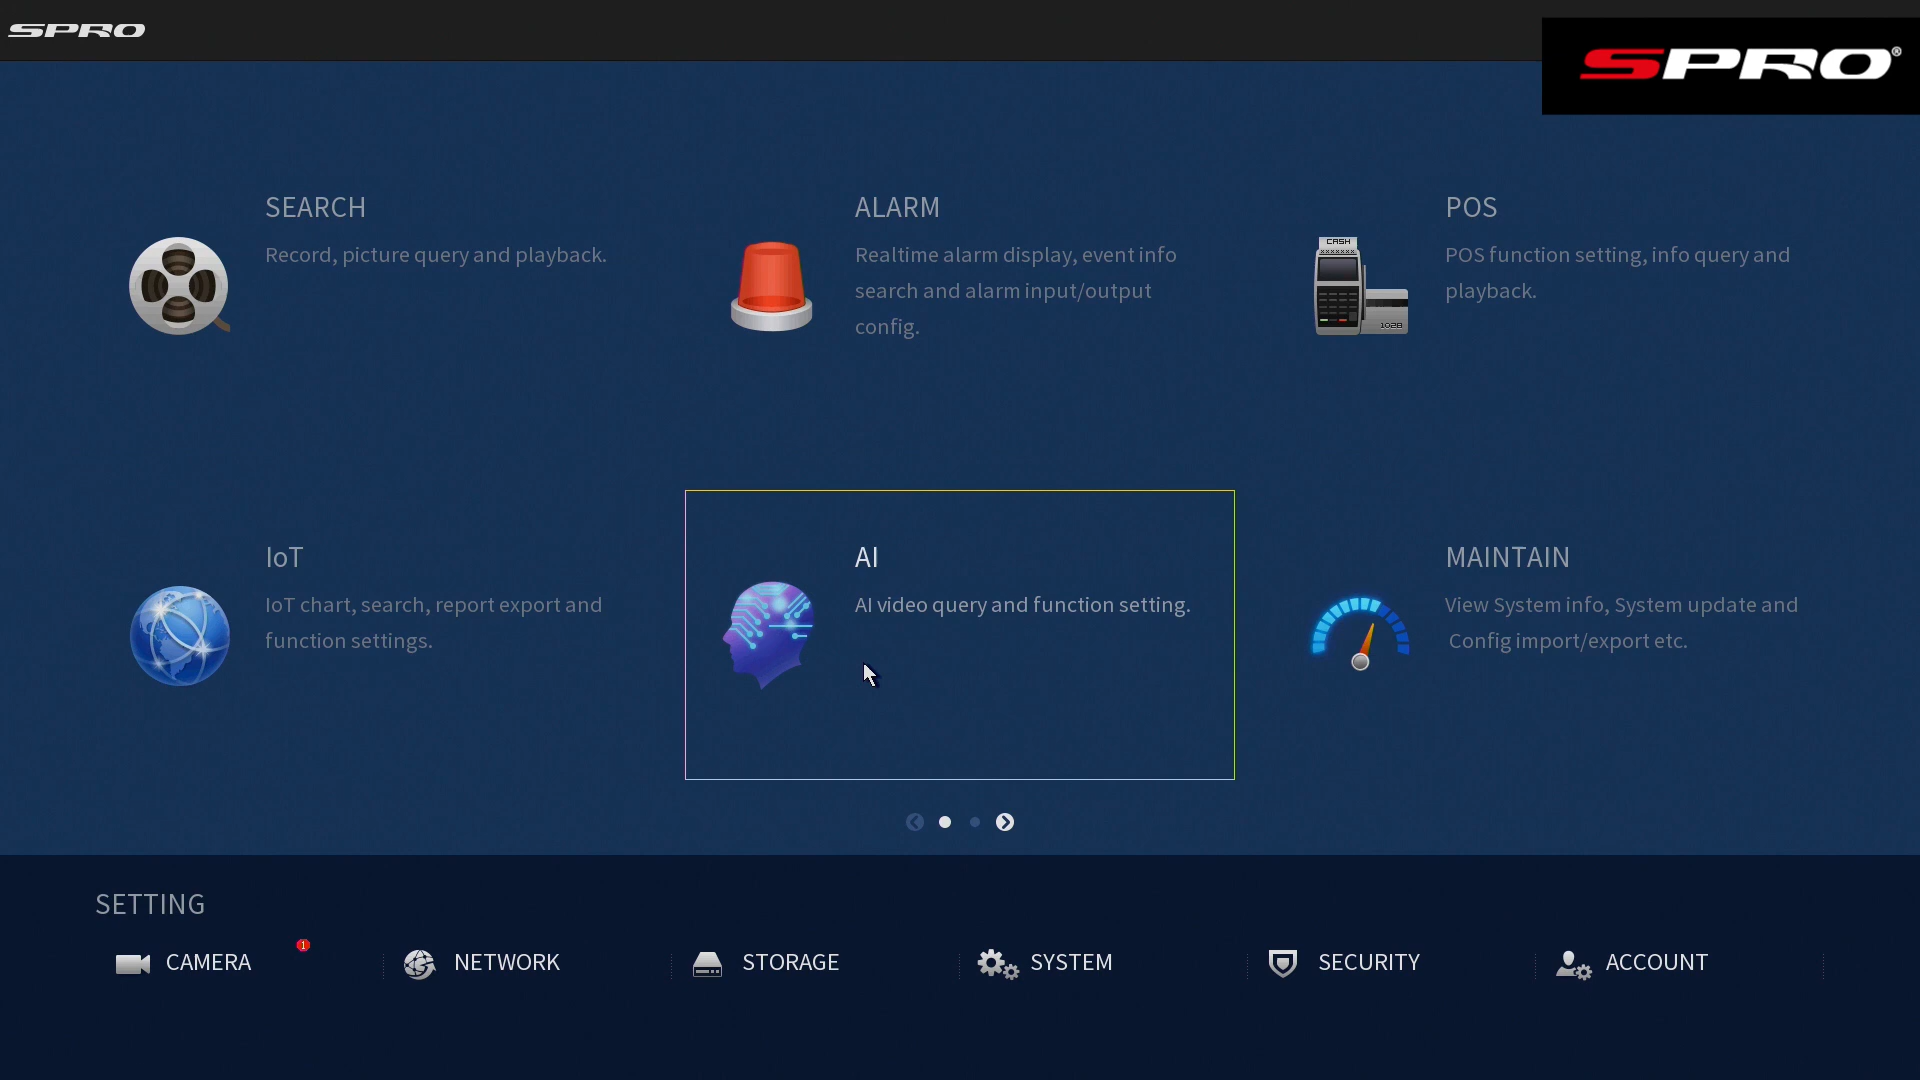 SPRO
SPRO®
SEARCH
Record, picture query and playback.
ALARM
Realtime alarm display, event info
search and alarm input/output
config.
POS
POS function setting, info query and
playback.
CASH
XXXXXXX
1028
IoT
IoT chart, search, report export and
function settings.
AI
AI video query and function setting.
MAINTAIN
View System info, System update and
Config import/export etc.
SETTING
CAMERA
1
NETWORK
STORAGE
SYSTEM
SECURITY
ACCOUNT